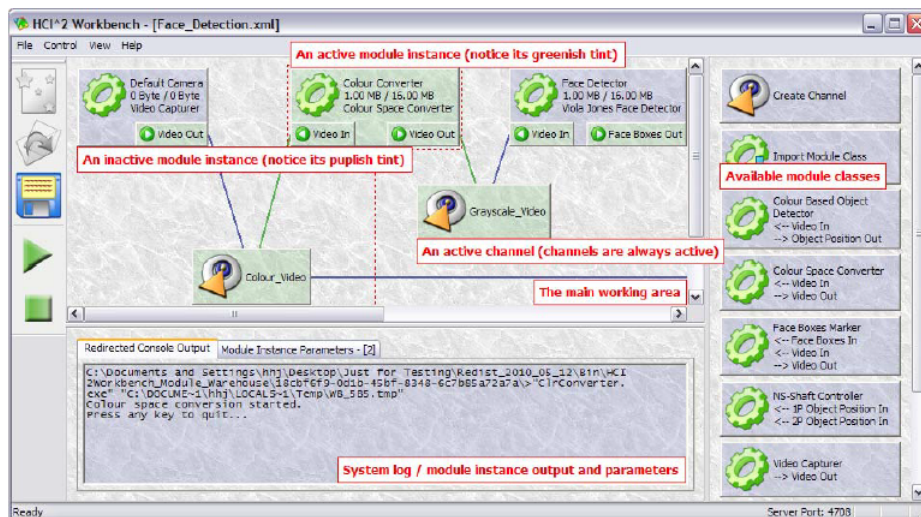 HCI^2 Workbench - [Face_Detection.xml]
File Control View Help
An active module instance (notice its greenish tint)
Default Camera
0 Byte / 0 Byte
Video Capturer
Video Out
Colour Converter
1.00 MB / 16.00 MB
Colour Space Converter
Video In
Video Out
Face Detector
1.00 MB / 16.00 MB
Viola Jones Face Detector
Video In
Face Boxes Out
An inactive module instance (notice its puplish tint)
Grayscale_Video
An active channel (channels are always active)
Colour_Video
The main working area
Create Channel
Import Module Class
Available module classes
Colour Based Object
Detector
<-- Video In
--> Object Position Out
Colour Space Converter
<-- Video In
--> Video Out
Face Boxes Marker
<-- Face Boxes In
<-- Video In
--> Video Out
NS-Shaft Controller
<-- 1P Object Position In
<-- 2P Object Position In
Video Capturer
--> Video Out
Redirected Console Output
Module Instance Parameters - [2]
C:\Documents and Settings\hhj\Desktop\Just for Testing\Redist_2010_05_12\Bin\HCI
2Workbench_Module_Warehouse\18cbf6f9-0d1b-45bf-8348-6c7b85a72a7a\>"ClrConverter.
exe" "C:\DOCUME~1\hhj\LOCALS~1\Temp\WB_5B5.tmp"
Colour space conversion started.
Press any key to quit...
System log / module instance output and parameters
Ready
Server Port: 4708